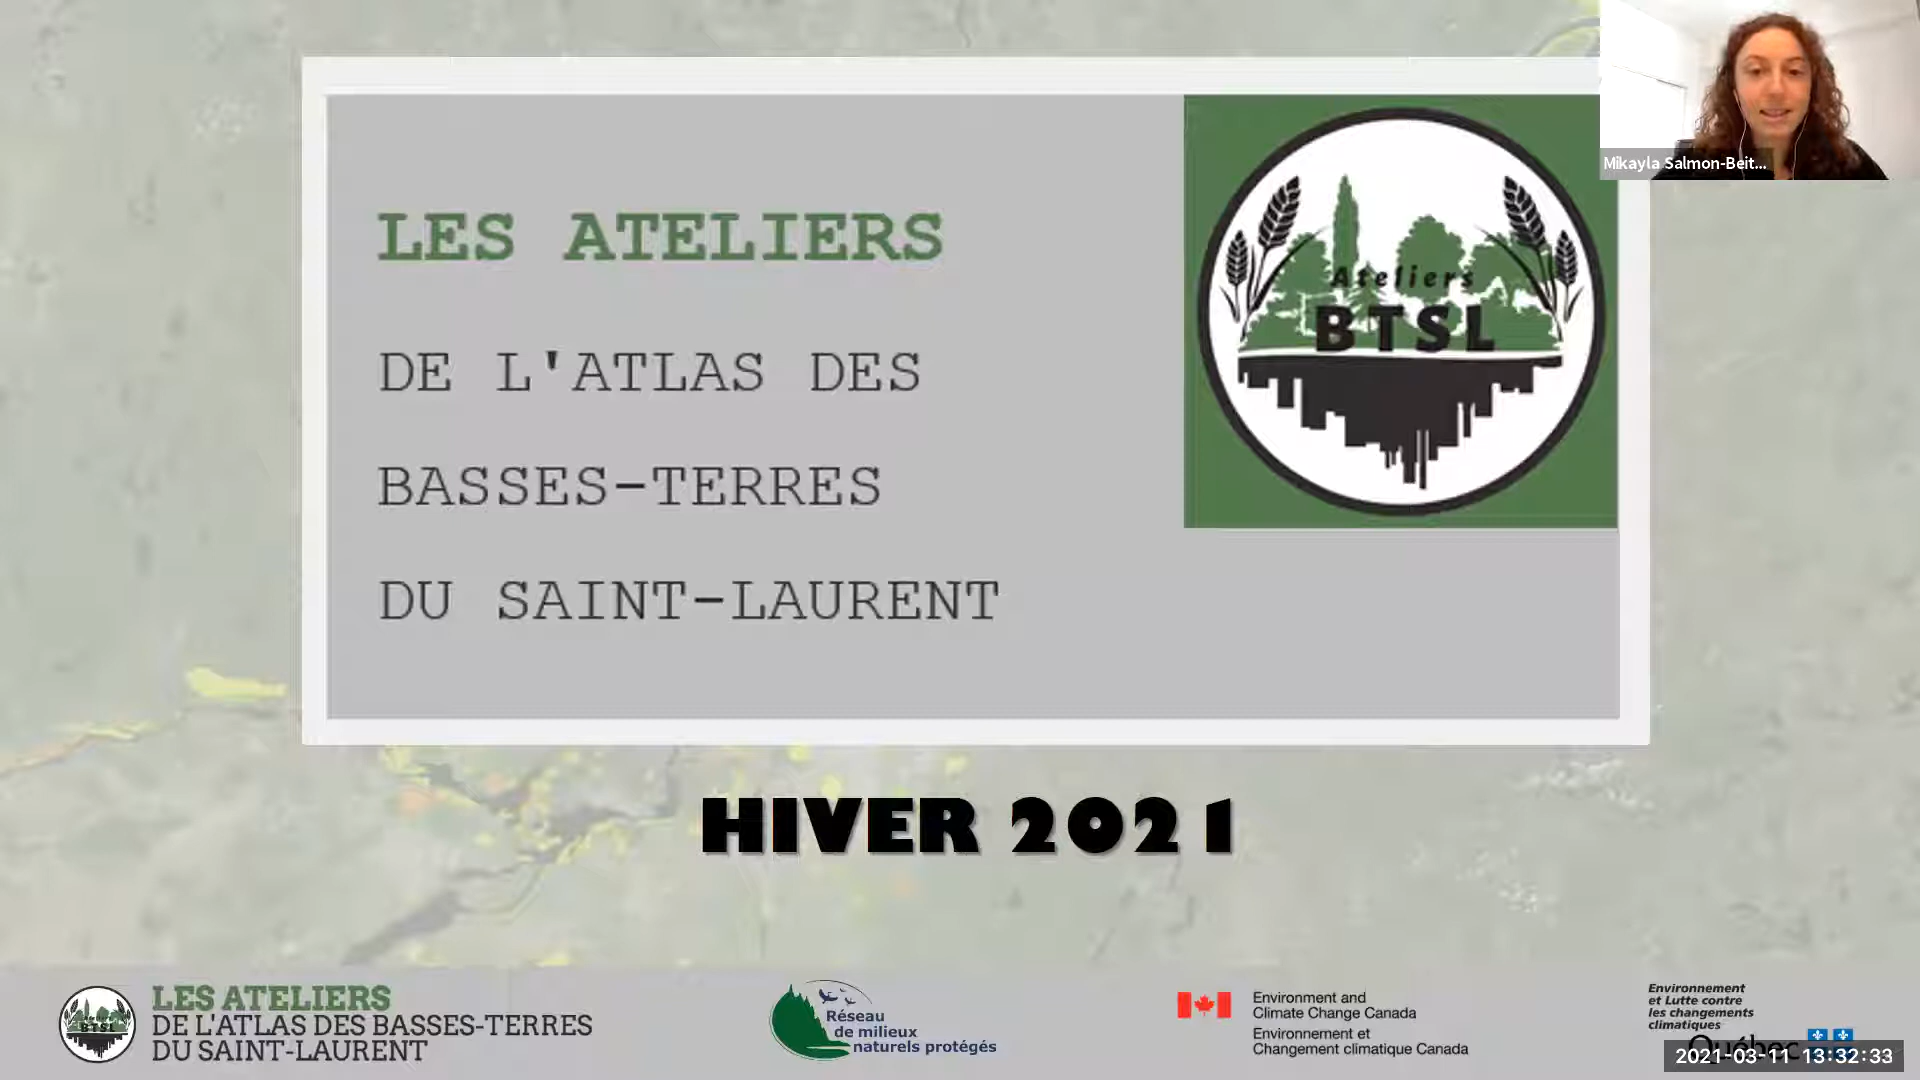 Mikayla Salmon-Beit...
LES ATELIERS
DE L'ATLAS DES
BASSES-TERRES
DU SAINT-LAURENT
Ateliers
BTSL
HIVER 2021
BTSL
LES ATELIERS
DE L'ATLAS DES BASSES-TERRES
DU SAINT-LAURENT
Réseau
de milieux
naturels protégés
Environment and
Climate Change Canada
Environnement et
Changement climatique Canada
Environnement
et Lutte contre
les changements
climatiques
Québec
2021-03-11 13:32:33